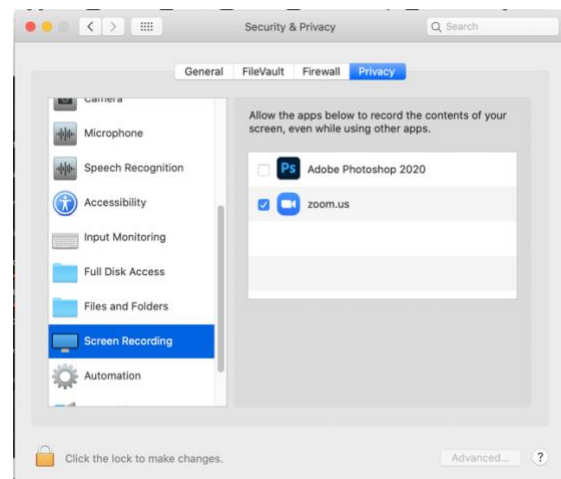 Security & Privacy
Search
General
FileVault
Firewall
Privacy
Camera
Microphone
Speech Recognition
Accessibility
Input Monitoring
Full Disk Access
Files and Folders
Screen Recording
Automation
Allow the apps below to record the contents of your
screen, even while using other apps.
Ps Adobe Photoshop 2020
zoom.us
Click the lock to make changes.
Advanced...
?